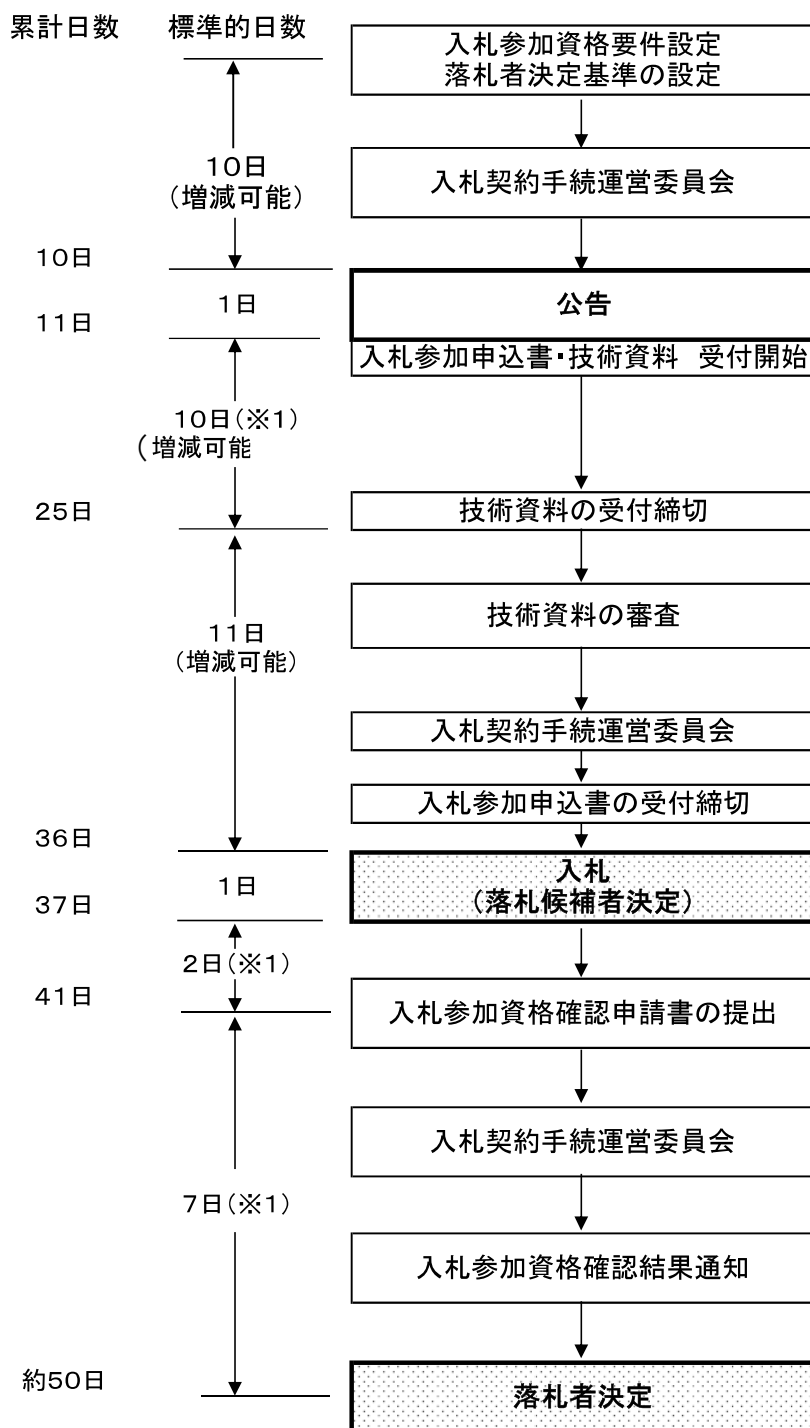 累計日数　標準的日数
入札参加資格要件設定
落札者決定基準の設定
10日
（増減可能）
入札契約手続運営委員会
10日
1日
公告
11日
入札参加申込書・技術資料　受付開始
10日（※1）
（増減可能
25日
技術資料の受付締切
11日
（増減可能）
技術資料の審査
入札契約手続運営委員会
入札参加申込書の受付締切
36日
1日
入札
（落札候補者決定）
37日
2日（※1）
41日
入札参加資格確認申請書の提出
入札契約手続運営委員会
7日（※1）
入札参加資格確認結果通知
約50日
落札者決定